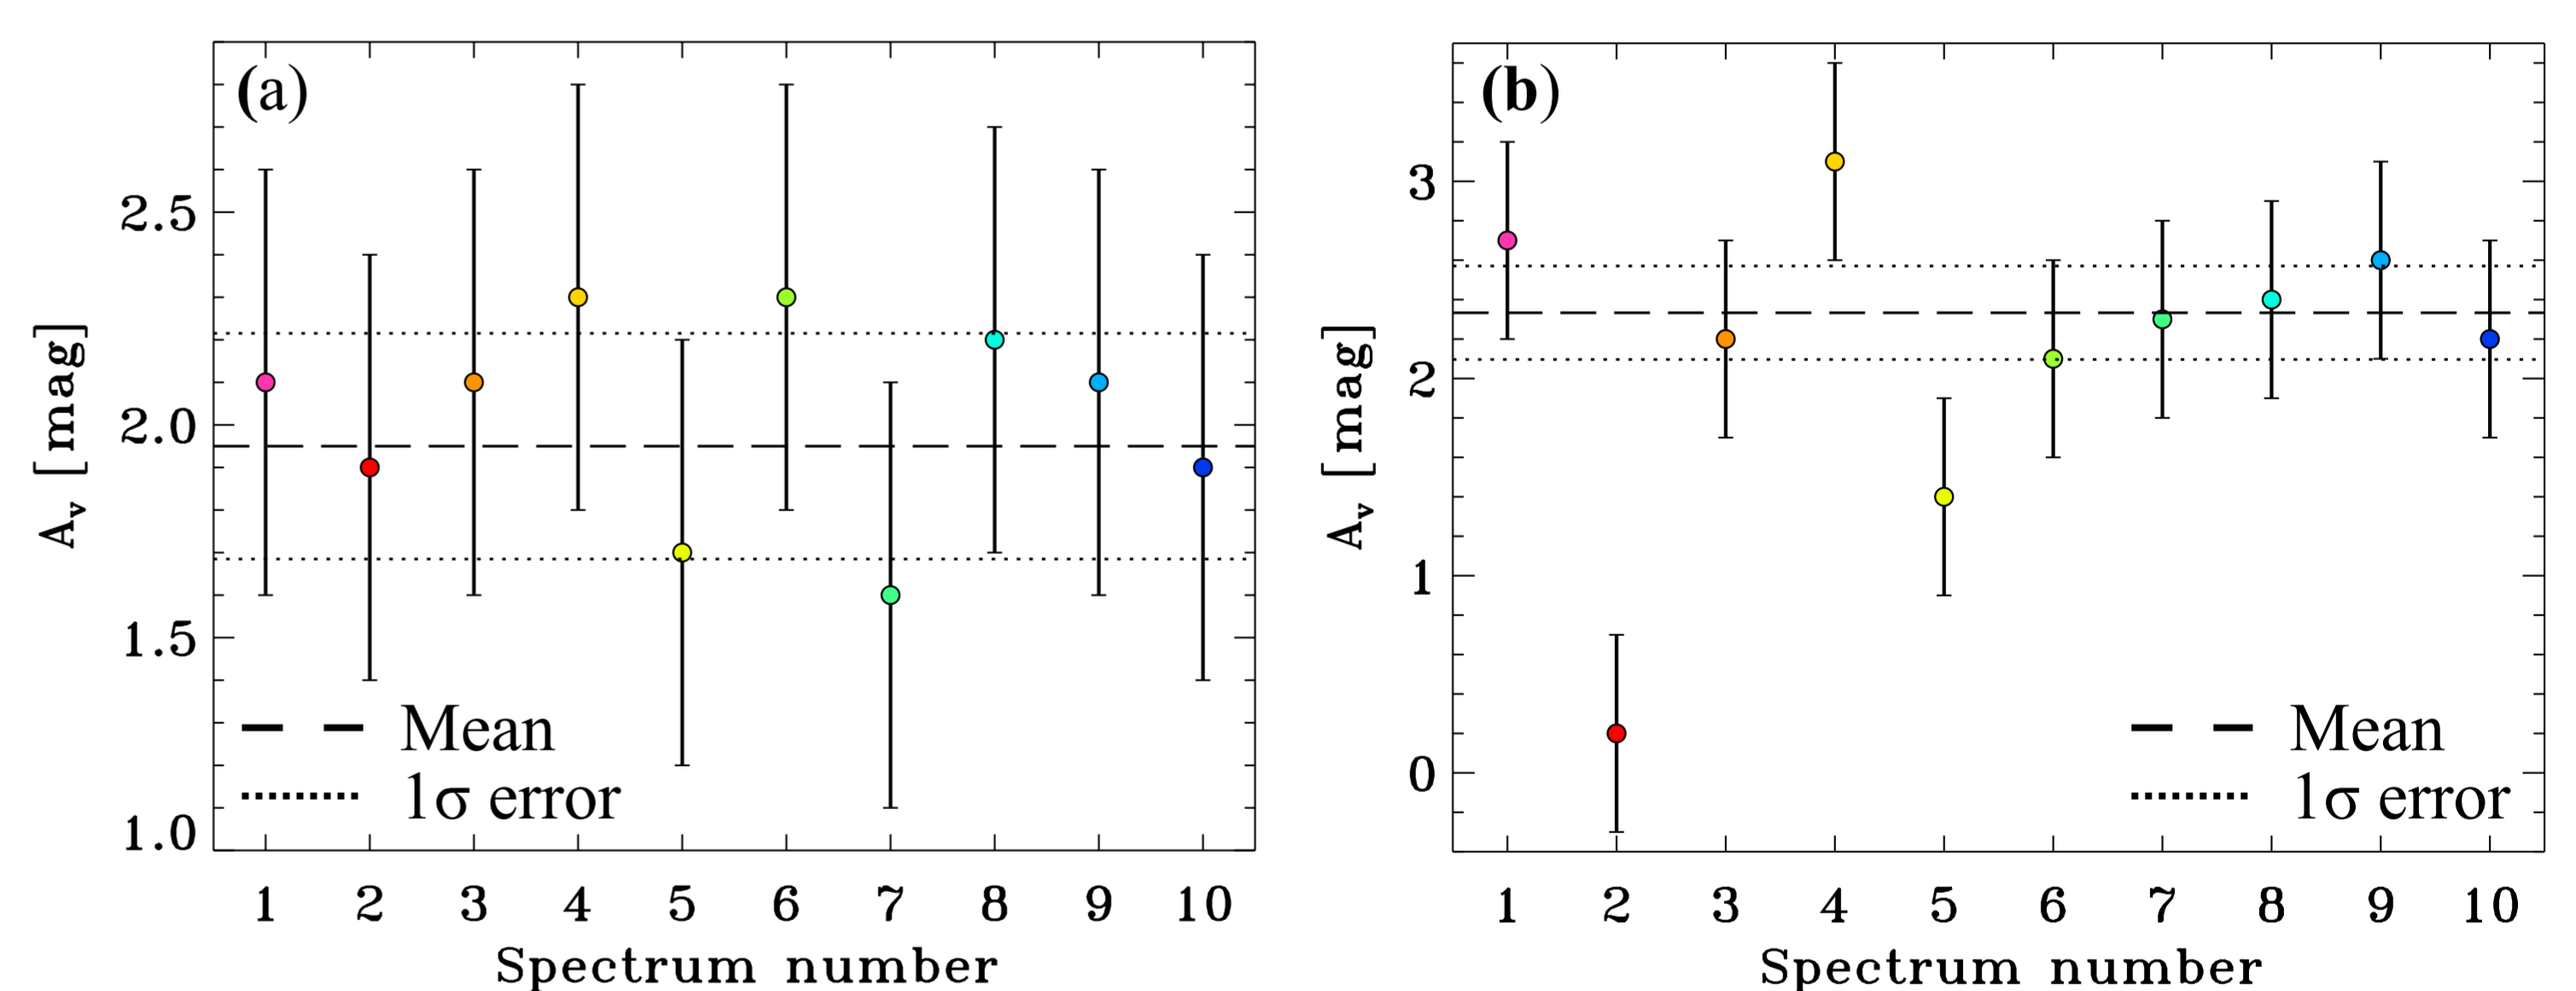 (a)
2.5
2.0
1.5
1.0
Av [mag]
Mean
1σ error
1 2 3 4 5 6 7 8 9 10
Spectrum number
(b)
3
2
1
0
Av [mag]
Mean
1σ error
1 2 3 4 5 6 7 8 9 10
Spectrum number